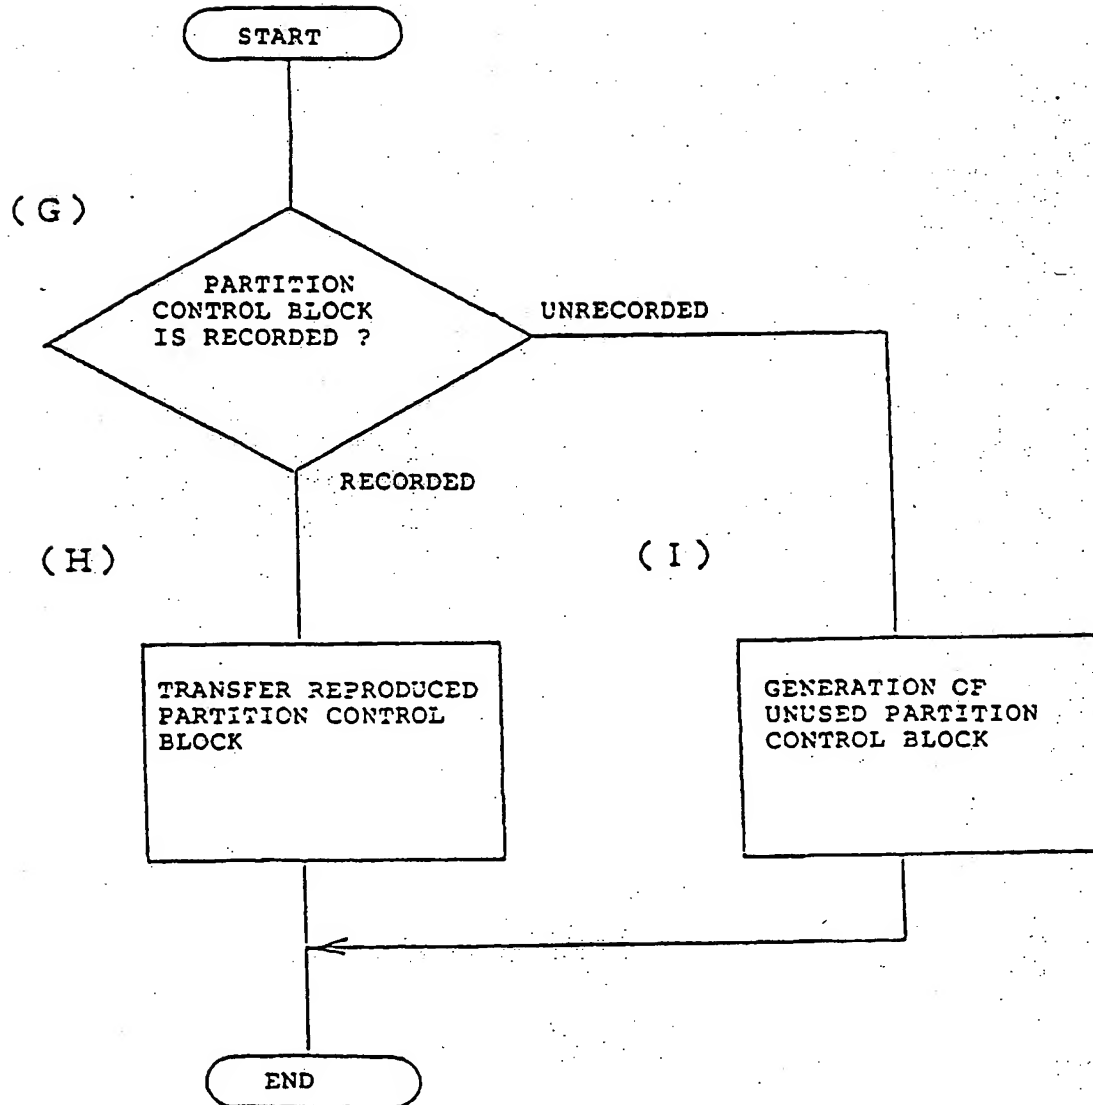 START
(G)
PARTITION
CONTROL BLOCK
IS RECORDED ?
UNRECORDED
RECORDED
(H)
(I)
TRANSFER REPRODUCED
PARTITION CONTROL
BLOCK
GENERATION OF
UNUSED PARTITION
CONTROL BLOCK
END